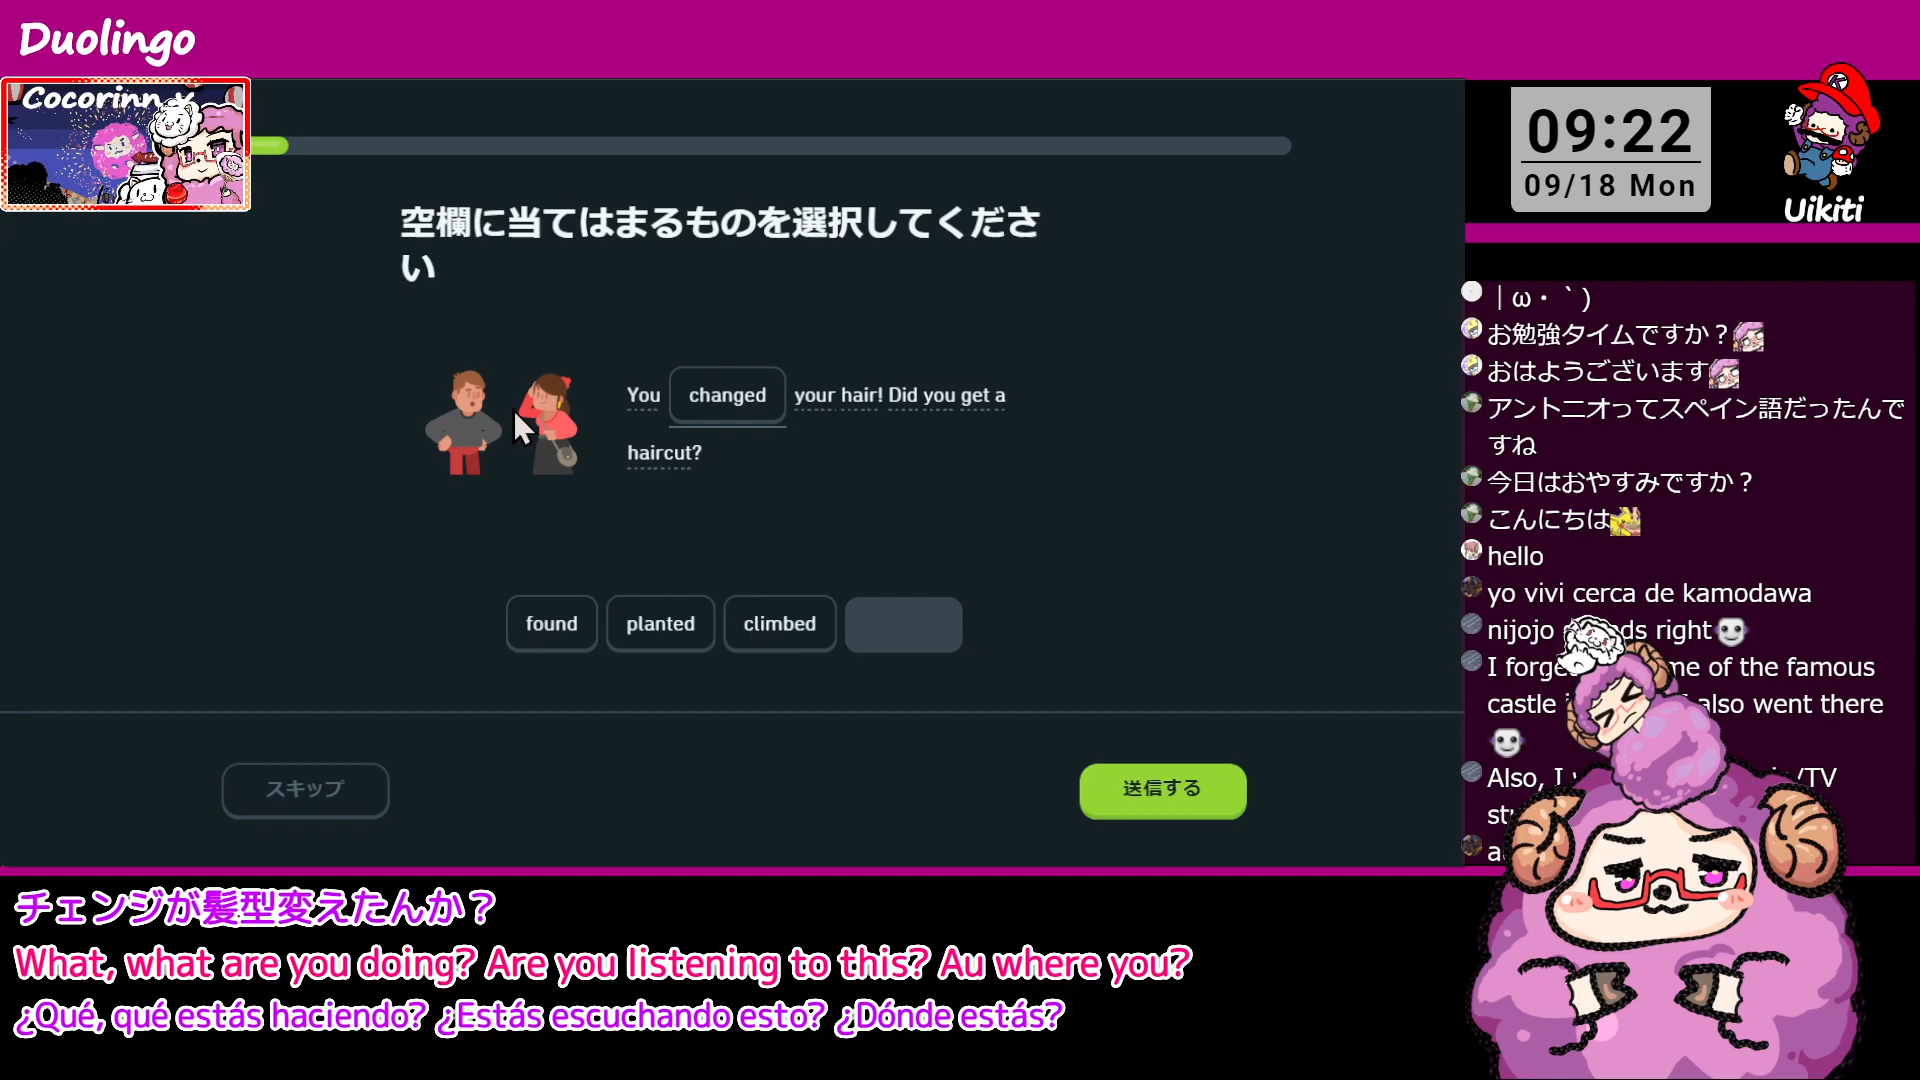 Duolingo
Cocorinn.v
09:22
09/18 Mon
Uikiti
空欄に当てはまるものを選択してくださ
い
You changed your hair! Did you get a
haircut?
found planted climbed
スキップ
送信する
|ω・`)
お勉強タイムですか？
おはようございます
アントニオってスペイン語だったんで
すね
今日はおやすみですか？
こんにちは
hello
yo vivi cerca de kamodawa
nijojo ds right
I forge me of the famous
castle also went there
Also, I /TV
st
a
チェンジが髪型変えたんか？
What, what are you doing? Are you listening to this? Au where you?
¿Qué, qué estás haciendo? ¿Estás escuchando esto? ¿Dónde estás?